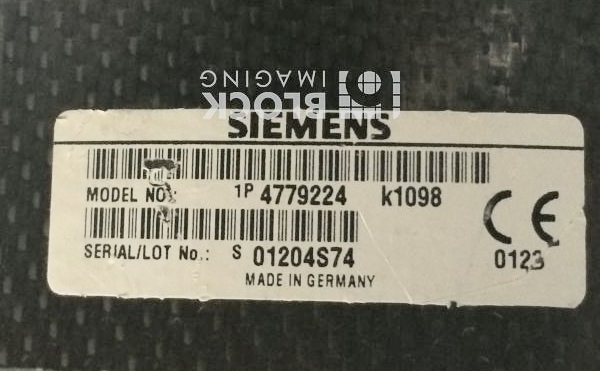 BLOCK
IMAGING
SIEMENS
MODEL No.: 1P 4779224 k1098
SERIAL/LOT No.: S 01204S74
MADE IN GERMANY
CE
0123